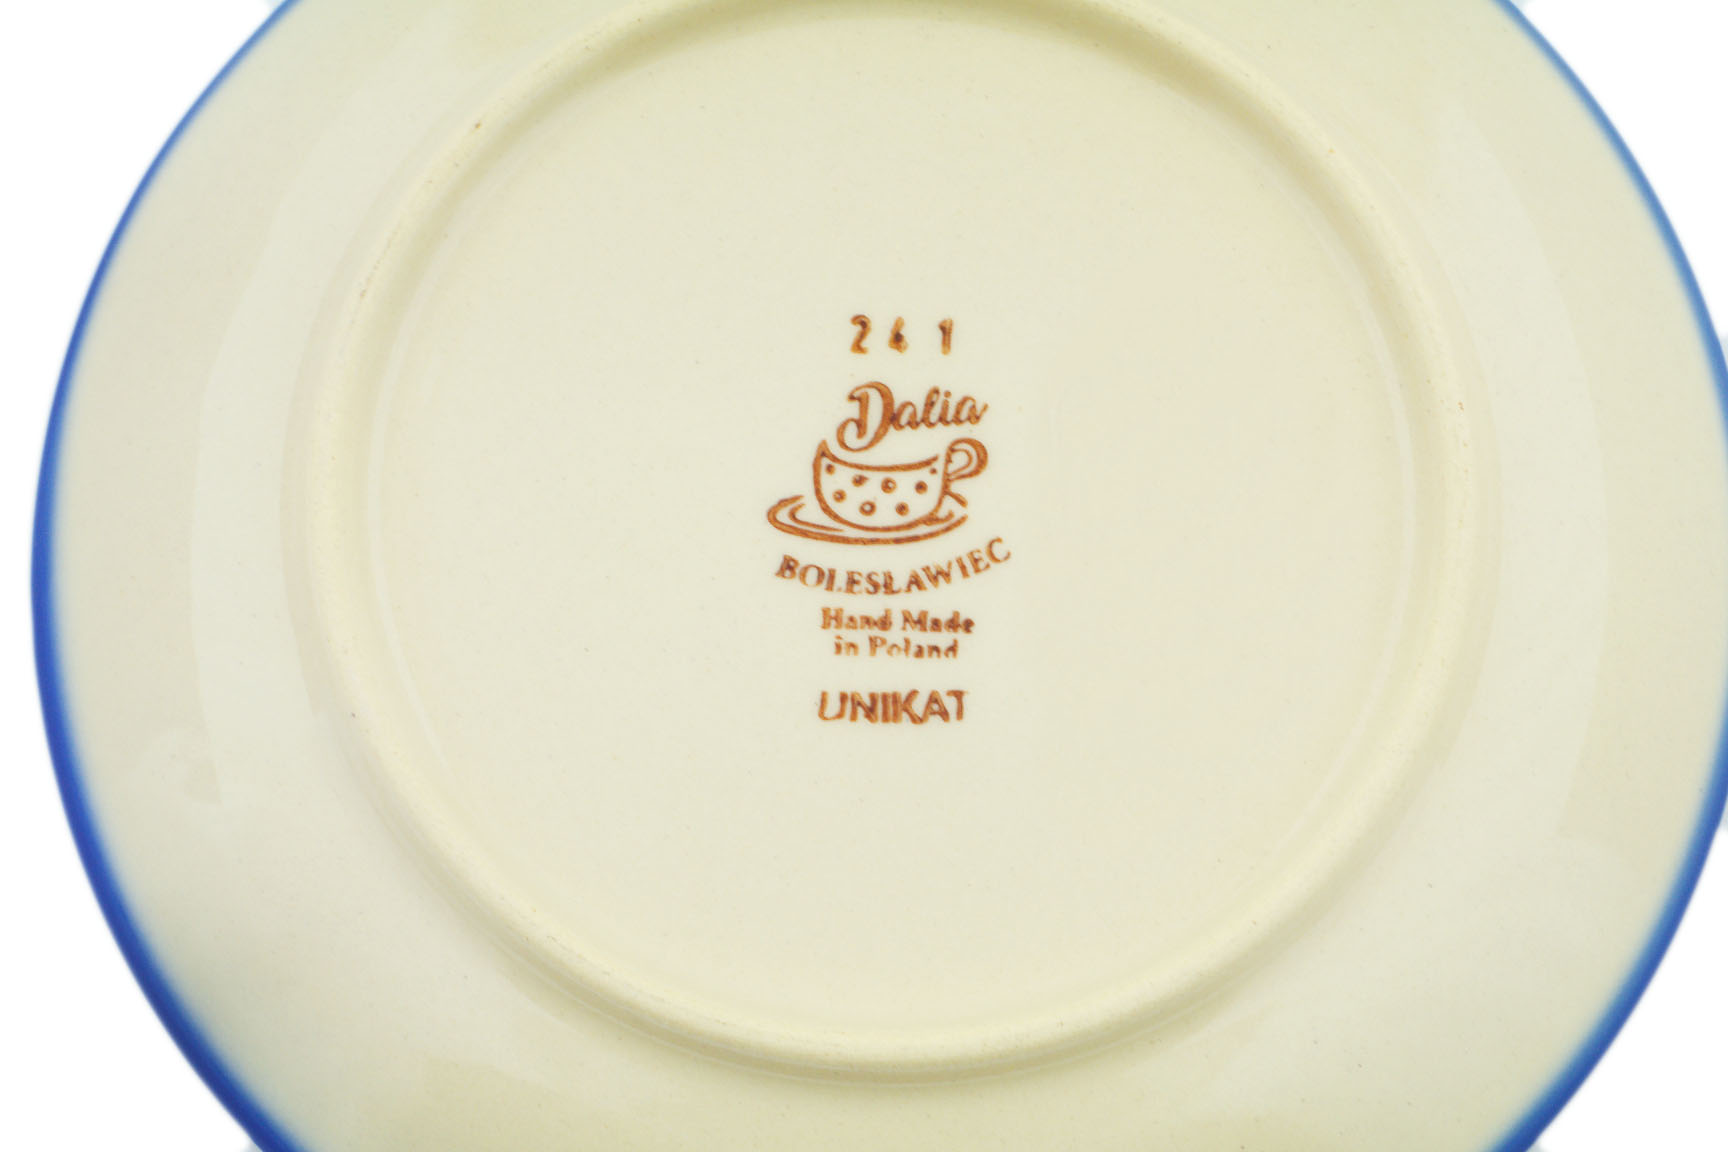 241
Dalia
BOLESŁAWIEC
Hand Made
in Poland
UNIKAT